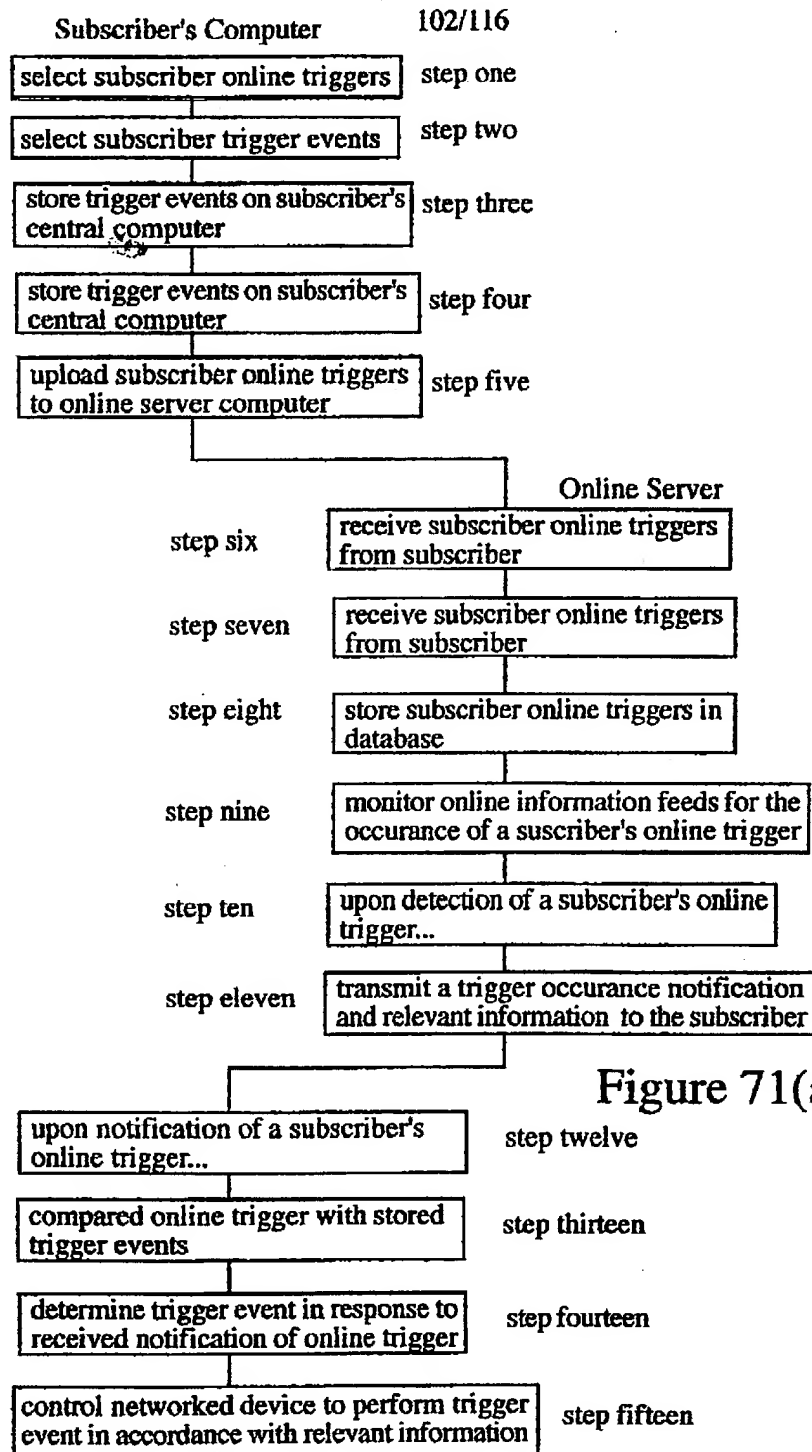 Subscriber's Computer 102/116
select subscriber online triggers step one
select subscriber trigger events step two
store trigger events on subscriber's
central computer
step three
store trigger events on subscriber's
central computer
step four
upload subscriber online triggers
to online server computer
step five
Online Server
step six
receive subscriber online triggers
from subscriber
step seven
receive subscriber online triggers
from subscriber
step eight
store subscriber online triggers in
database
step nine
monitor online information feeds for the
occurance of a suscriber's online trigger
step ten
upon detection of a subscriber's online
trigger...
step eleven
transmit a trigger occurance notification
and relevant information to the subscriber
Figure 71(
upon notification of a subscriber's
online trigger...
step twelve
compared online trigger with stored
trigger events
step thirteen
determine trigger event in response to
received notification of online trigger
step fourteen
control networked device to perform trigger
event in accordance with relevant information
step fifteen